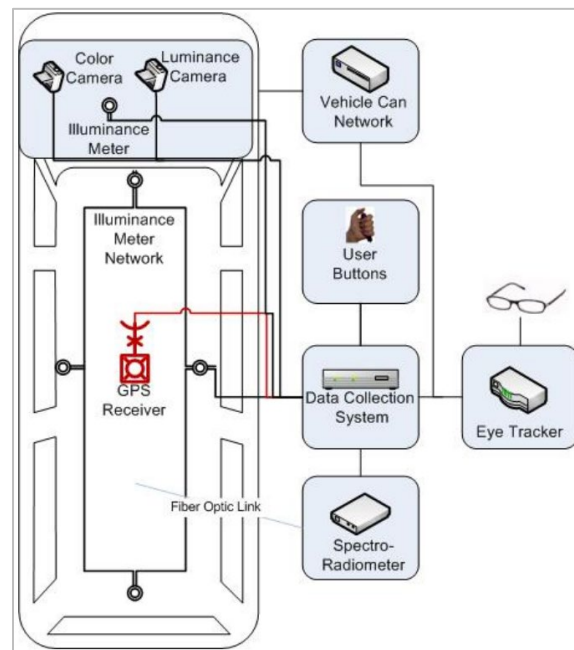 Color
Camera
Luminance
Camera
Illuminance
Meter
Vehicle Can
Network
Illuminance
Meter
Network
User
Buttons
GPS
Receiver
Data Collection
System
Eye Tracker
Fiber Optic Link
Spectro-
Radiometer